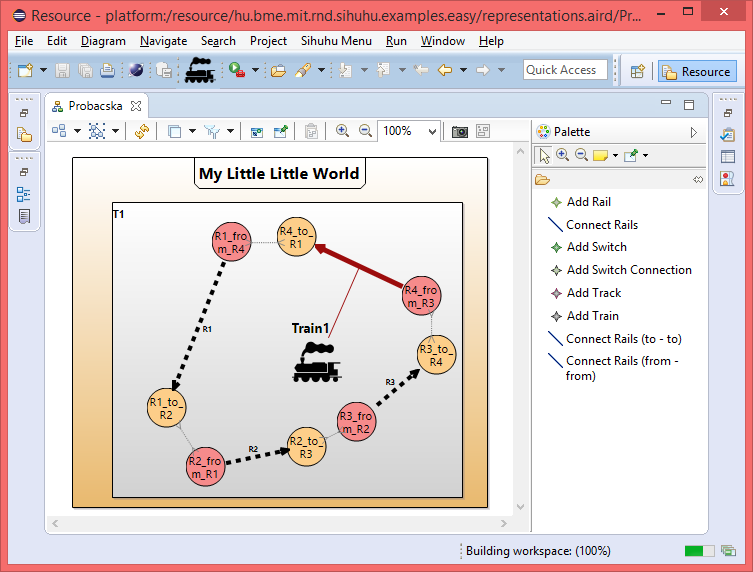 Resource - platform:/resource/hu.bme.mit.rnd.sihuhu.examples.easy/representations.aird/Pr...
File Edit Diagram Navigate Search Project Sihuhu Menu Run Window Help
Quick Access
Resource
Probacska
100%
Palette
My Little Little World
T1
R1_fro
m_R4
R4_to_
R1
R4_fro
m_R3
R1
Train1
R3_to_
R4
R3
R1_to_
R2
R3_fro
m_R2
R2_to_
R3
R2
R2_fro
m_R1
Add Rail
Connect Rails
Add Switch
Add Switch Connection
Add Track
Add Train
Connect Rails (to - to)
Connect Rails (from -
from)
Building workspace: (100%)